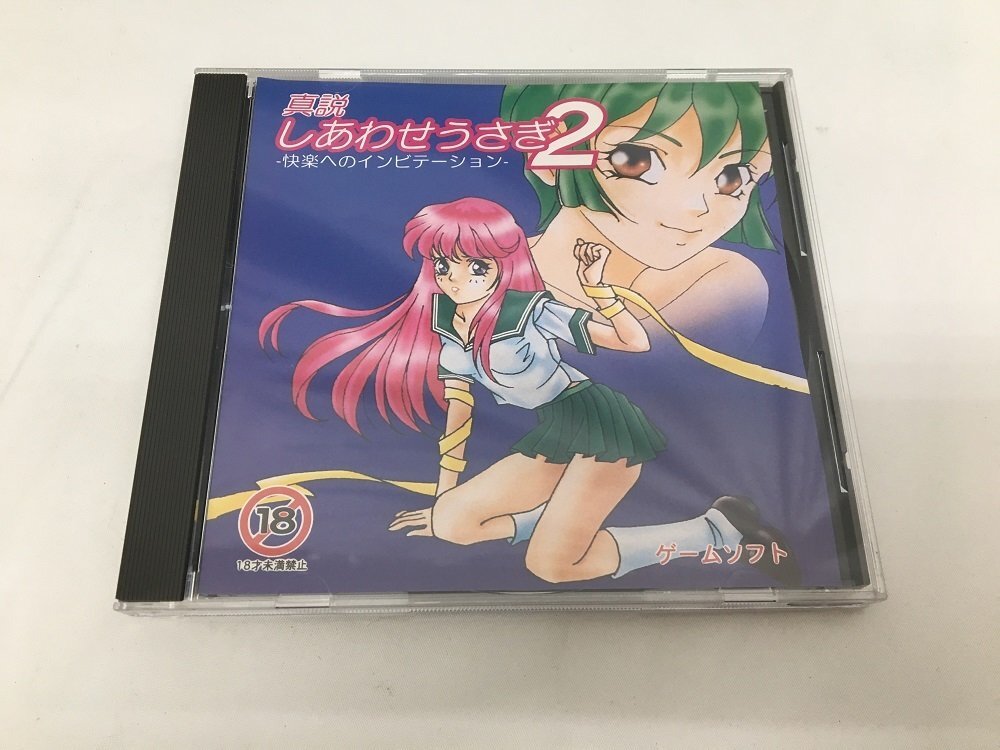 真説
しあわせうさぎ2
-快楽へのインビテーション-
18
18才未満禁止
ゲームソフト